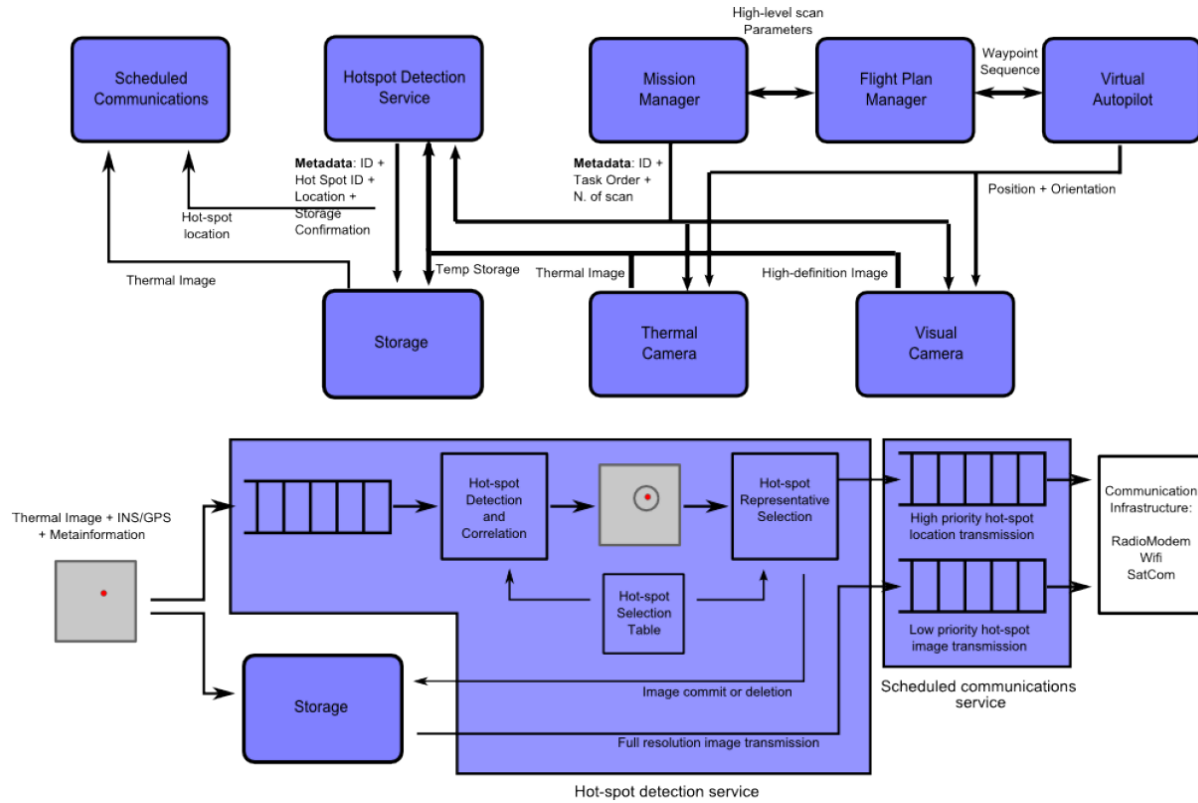 High-level scan
Parameters
Scheduled
Communications
Hotspot Detection
Service
Mission
Manager
Flight Plan
Manager
Waypoint
Sequence
Virtual
Autopilot
Metadata: ID +
Hot Spot ID +
Location +
Storage
Confirmation
Metadata: ID +
Task Order +
N. of scan
Position + Orientation
Hot-spot
location
Thermal Image
Temp Storage
Thermal Image
High-definition Image
Storage
Thermal
Camera
Visual
Camera
Thermal Image + INS/GPS
+ Metainformation
Hot-spot
Detection
and
Correlation
Hot-spot
Representative
Selection
Hot-spot
Selection
Table
High priority hot-spot
location transmission
Low priority hot-spot
image transmission
Communication
Infrastructure:
RadioModem
Wifi
SatCom
Storage
Image commit or deletion
Full resolution image transmission
Scheduled communications
service
Hot-spot detection service